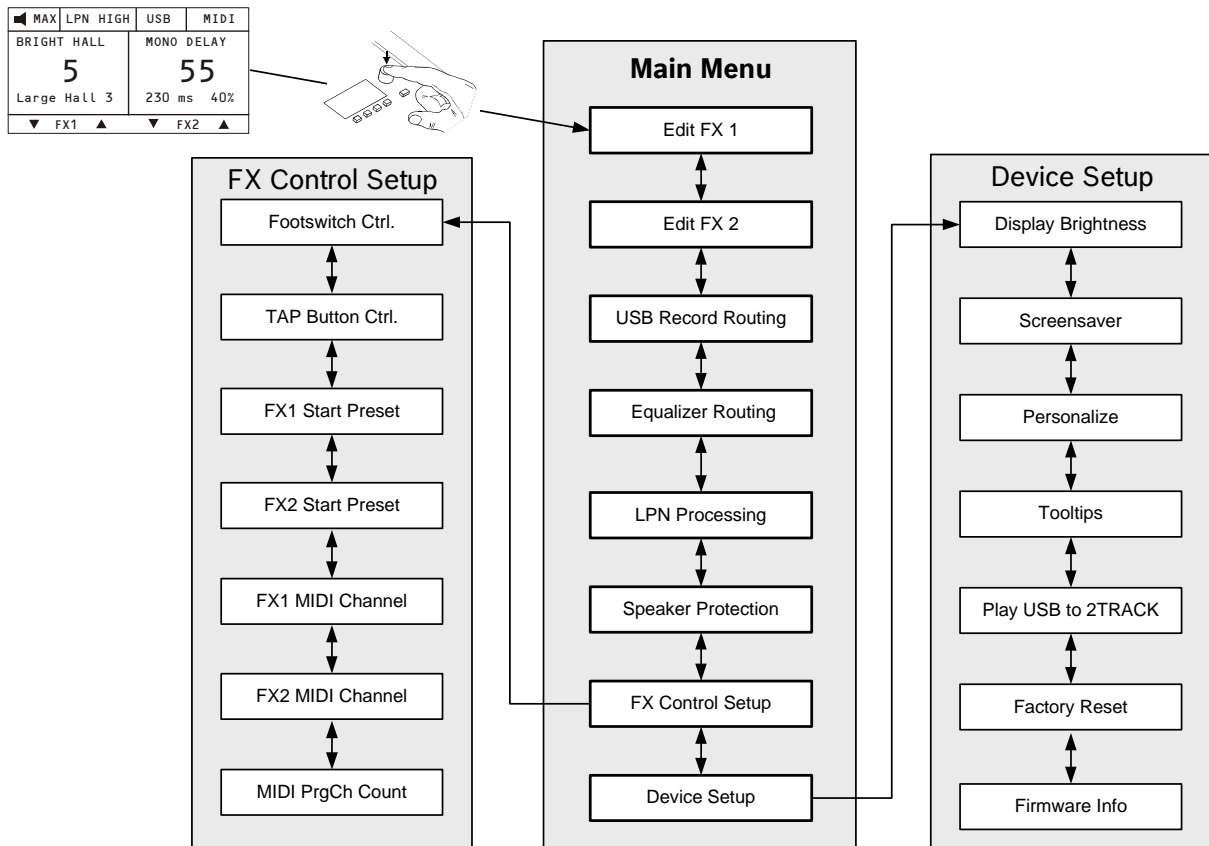 MAX LPN HIGH USB MIDI
BRIGHT HALL MONO DELAY
5 55
Large Hall 3 230 ms 40%
▼ FX1 ▲ ▼ FX2 ▲
Main Menu
Edit FX 1
Edit FX 2
USB Record Routing
Equalizer Routing
LPN Processing
Speaker Protection
FX Control Setup
Device Setup
FX Control Setup
Footswitch Ctrl.
TAP Button Ctrl.
FX1 Start Preset
FX2 Start Preset
FX1 MIDI Channel
FX2 MIDI Channel
MIDI PrgCh Count
Device Setup
Display Brightness
Screensaver
Personalize
Tooltips
Play USB to 2TRACK
Factory Reset
Firmware Info